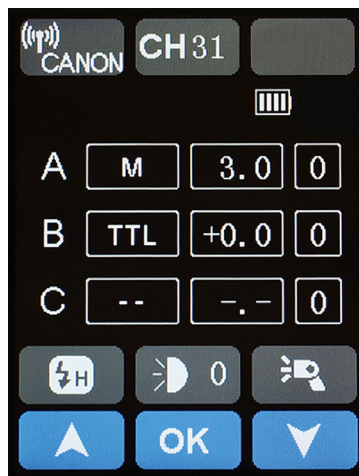 CANON CH31
A M 3.0 0
B TTL +0.0 0
C -- -.- 0
H 0
OK